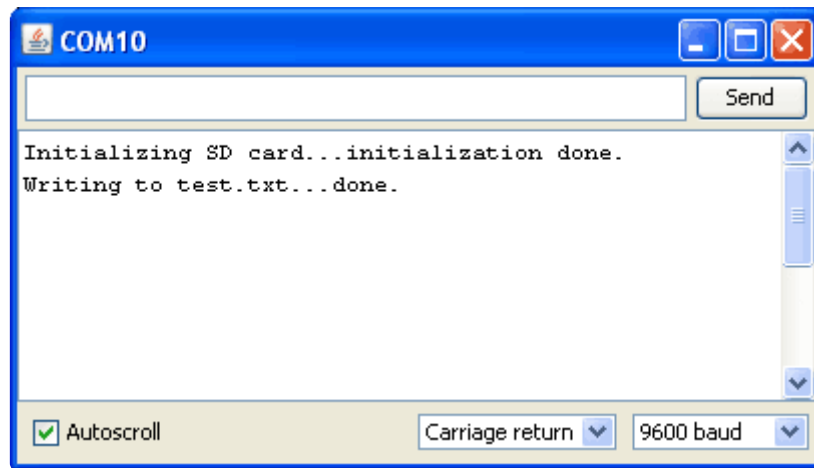 COM10
Send
Initializing SD card...initialization done.
Writing to test.txt...done.
Autoscroll
Carriage return
9600 baud